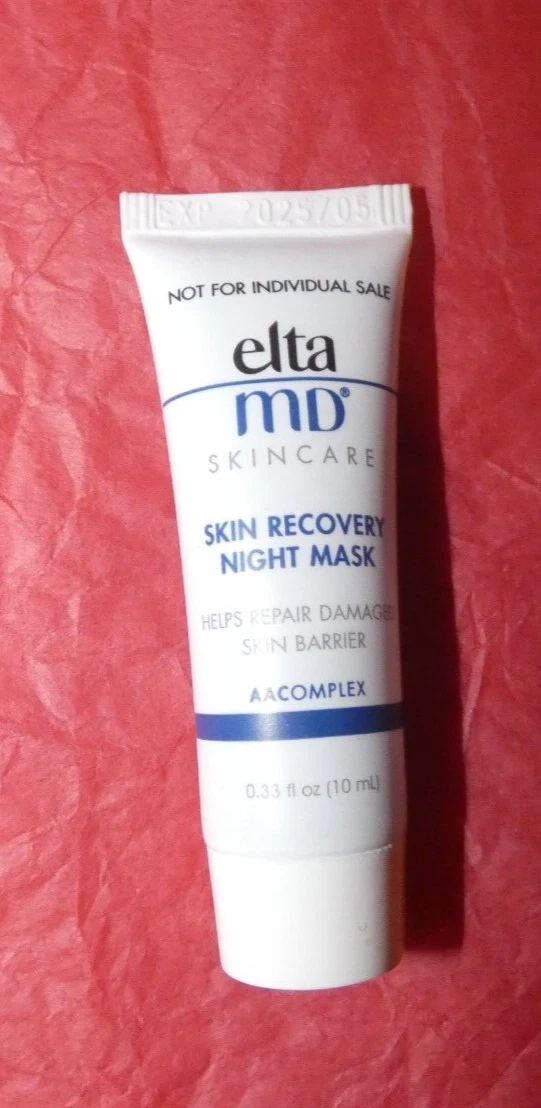 EXP 2025/05
NOT FOR INDIVIDUAL SALE
elta
MD®
SKINCARE
SKIN RECOVERY
NIGHT MASK
HELPS REPAIR DAMAGED
SKIN BARRIER
AACOMPLEX
0.33 fl oz (10 mL)